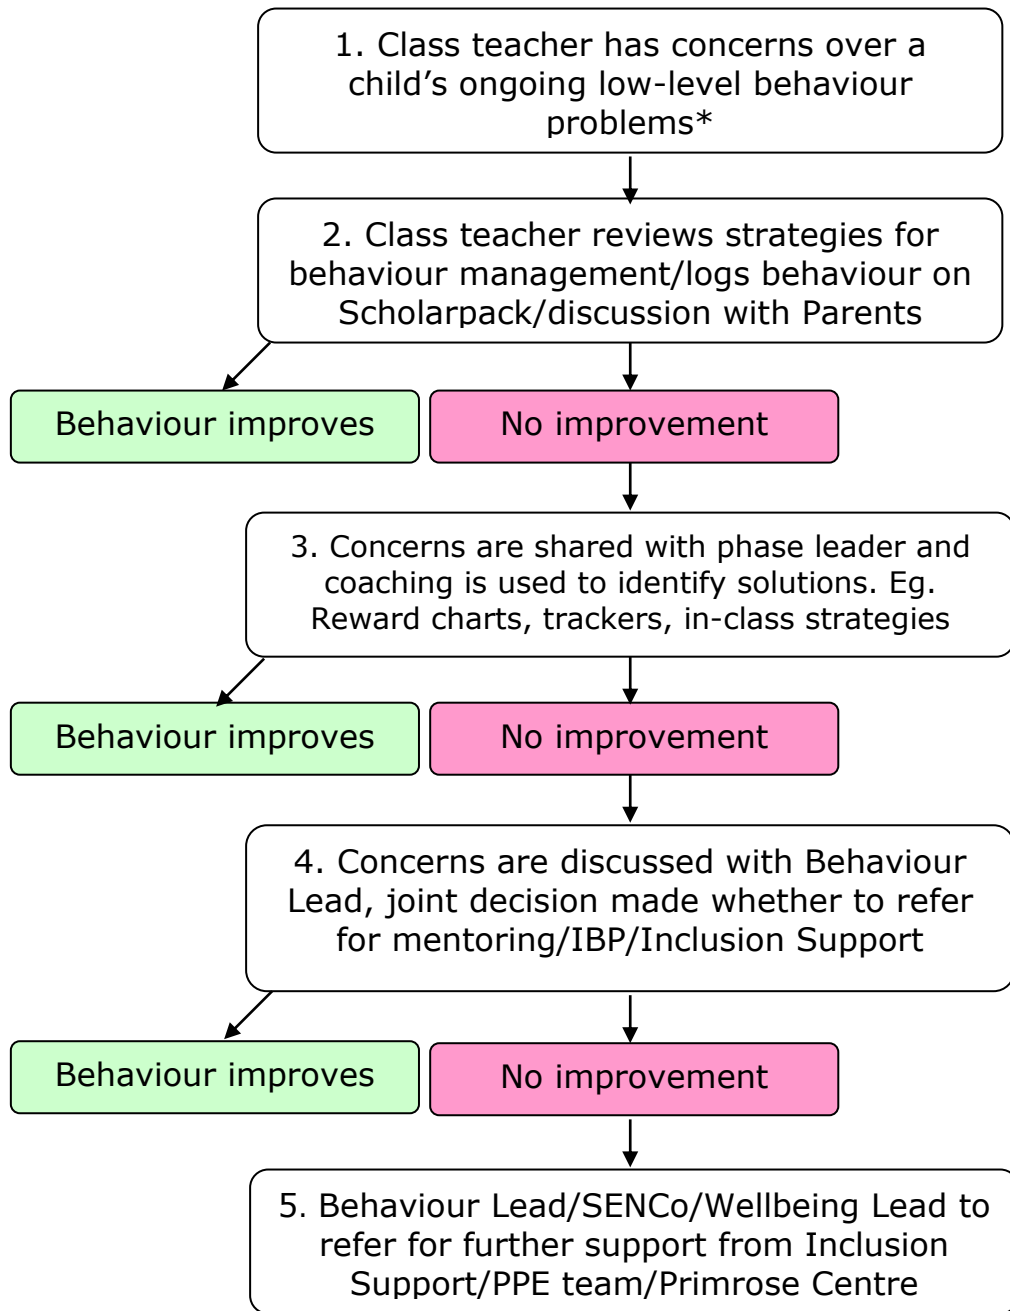 1. Class teacher has concerns over a
child’s ongoing low-level behaviour
problems*
2. Class teacher reviews strategies for
behaviour management/logs behaviour on
Scholarpack/discussion with Parents
Behaviour improves
No improvement
3. Concerns are shared with phase leader and
coaching is used to identify solutions. Eg.
Reward charts, trackers, in-class strategies
Behaviour improves
No improvement
4. Concerns are discussed with Behaviour
Lead, joint decision made whether to refer
for mentoring/IBP/Inclusion Support
Behaviour improves
No improvement
5. Behaviour Lead/SENCo/Wellbeing Lead to
refer for further support from Inclusion
Support/PPE team/Primrose Centre